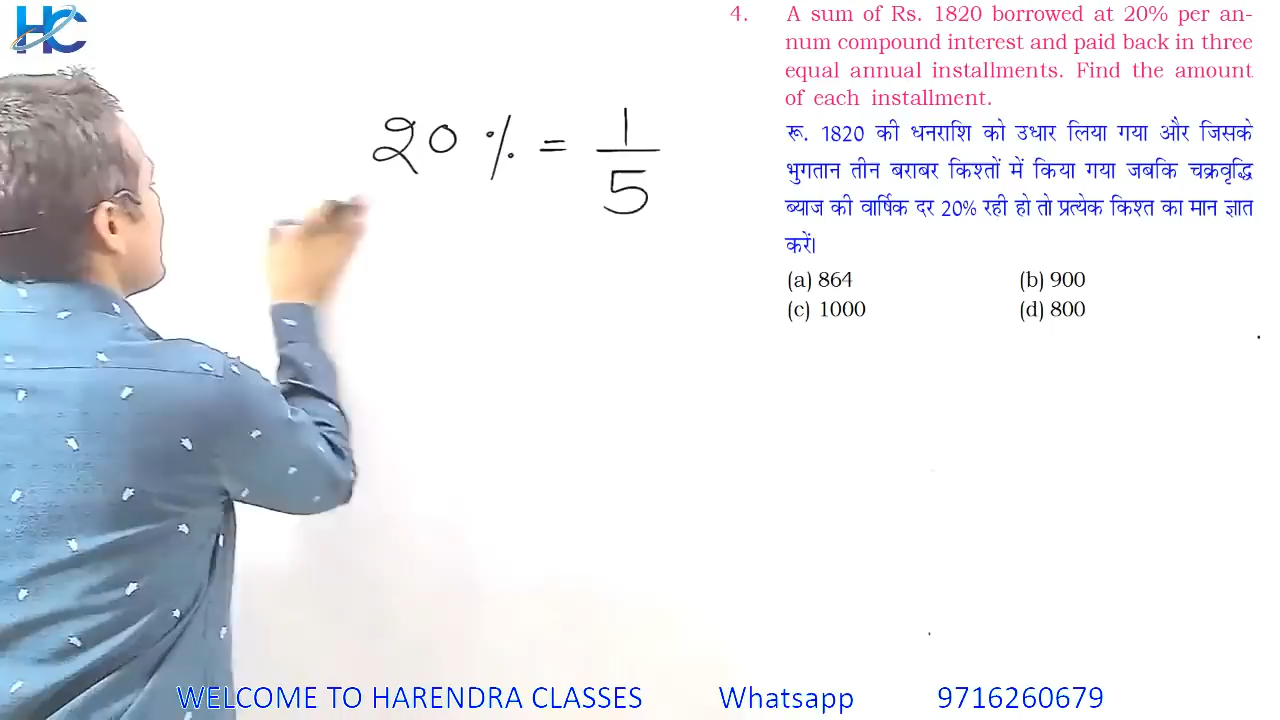 HC
4. A sum of Rs. 1820 borrowed at 20% per an-
num compound interest and paid back in three
equal annual installments. Find the amount
of each installment.
रू. 1820 की धनराशि को उधार लिया गया और जिसके
भुगतान तीन बराबर किश्तों में किया गया जबकि चक्रवृद्धि
ब्याज की वार्षिक दर 20% रही हो तो प्रत्येक किश्त का मान ज्ञात
करें।
(a) 864 (b) 900
(c) 1000 (d) 800
20 % = 1/5
WELCOME TO HARENDRA CLASSES Whatsapp 9716260679